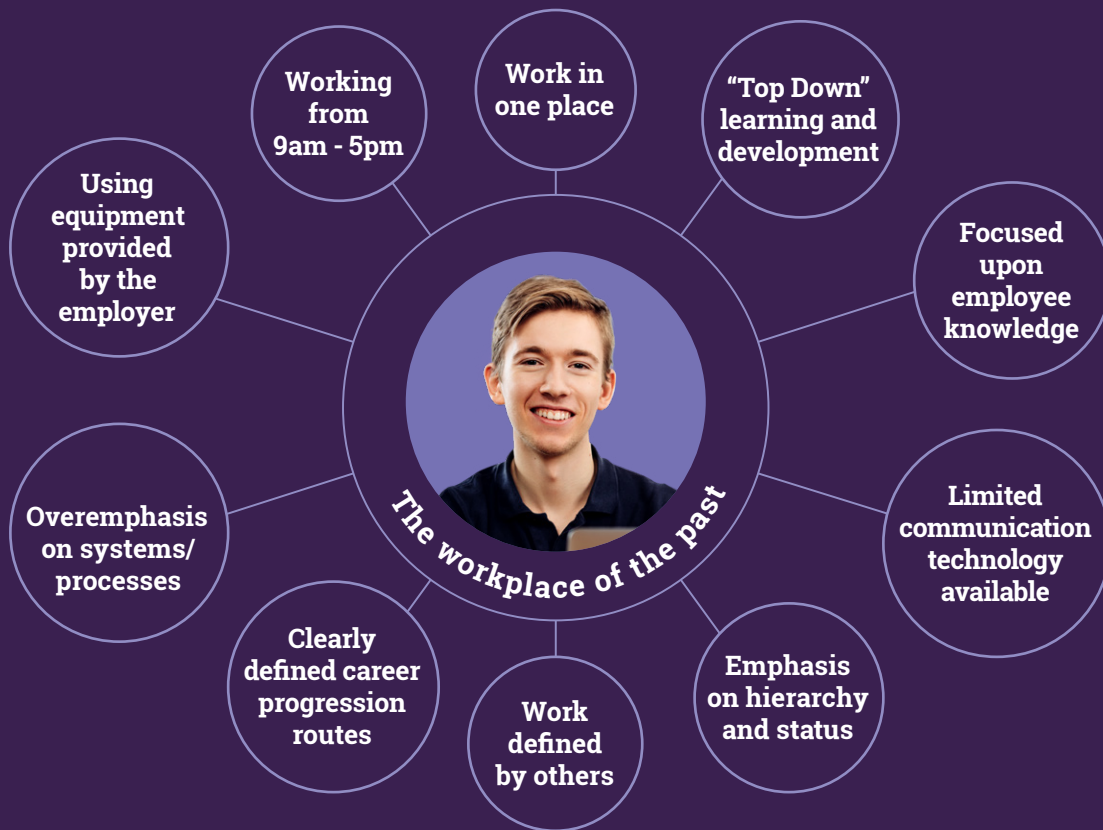 Working
from
9am - 5pm
Work in
one place
“Top Down”
learning and
development
Using
equipment
provided
by the
employer
Focused
upon
employee
knowledge
Overemphasis
on systems/
processes
The workplace of the past
Limited
communication
technology
available
Clearly
defined career
progression
routes
Work
defined
by others
Emphasis
on hierarchy
and status